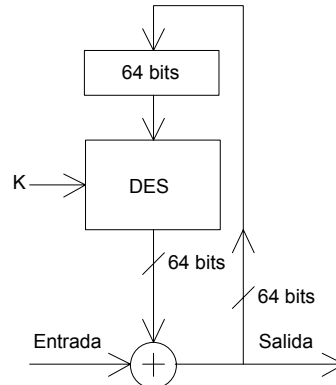 64 bits
K
DES
64 bits
64 bits
Entrada
Salida